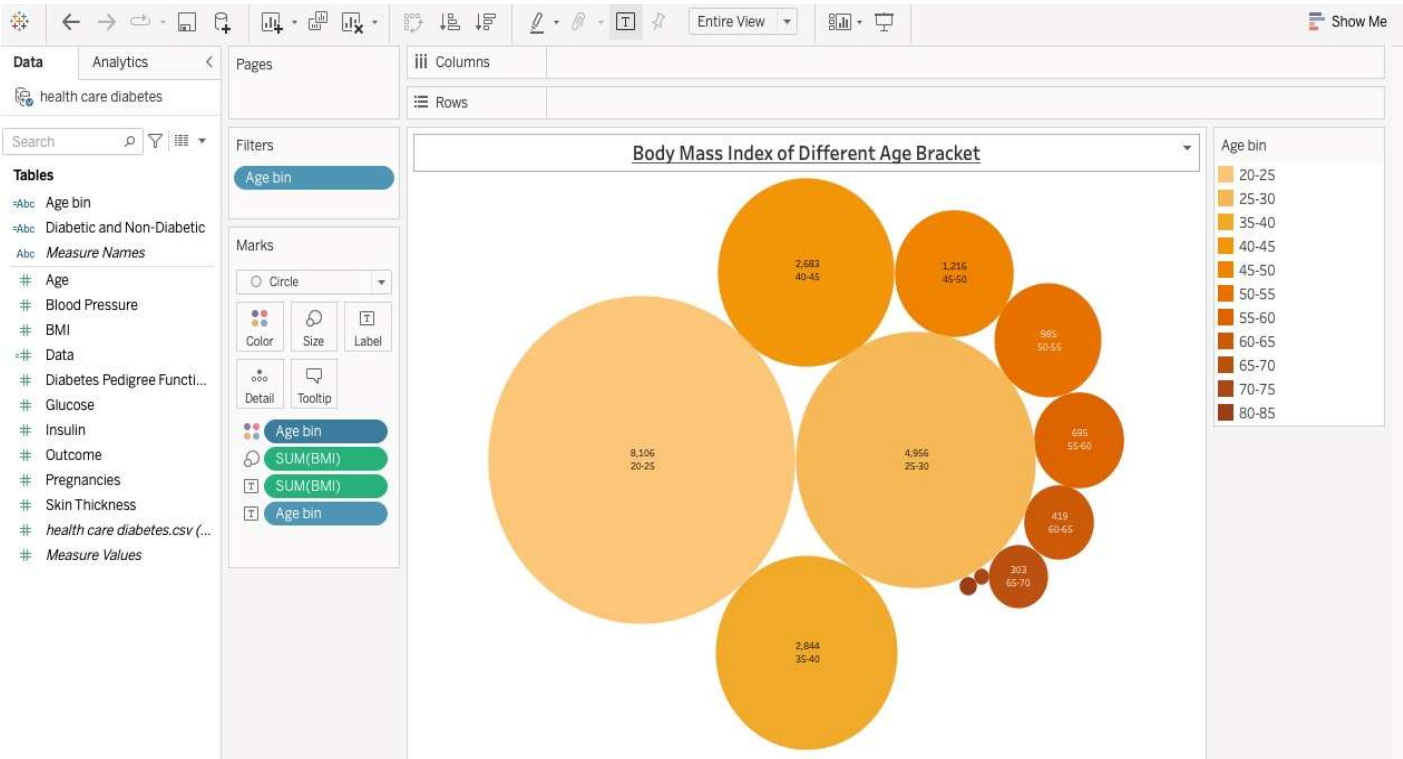 Entire View
Show Me
Data
Analytics
health care diabetes
Search
Tables
=Abc Age bin
=Abc Diabetic and Non-Diabetic
Abc Measure Names
# Age
# Blood Pressure
# BMI
=# Data
# Diabetes Pedigree Functi...
# Glucose
# Insulin
# Outcome
# Pregnancies
# Skin Thickness
# health care diabetes.csv (...
# Measure Values
Pages
Filters
Age bin
Marks
Circle
Color
Size
T
Label
Detail
Tooltip
Age bin
SUM(BMI)
T SUM(BMI)
T Age bin
iii Columns
Rows
Body Mass Index of Different Age Bracket
2,683
40-45
1,216
45-50
985
50-55
8,106
20-25
4,956
25-30
695
55-60
419
60-65
303
65-70
2,844
35-40
Age bin
20-25
25-30
35-40
40-45
45-50
50-55
55-60
60-65
65-70
70-75
80-85